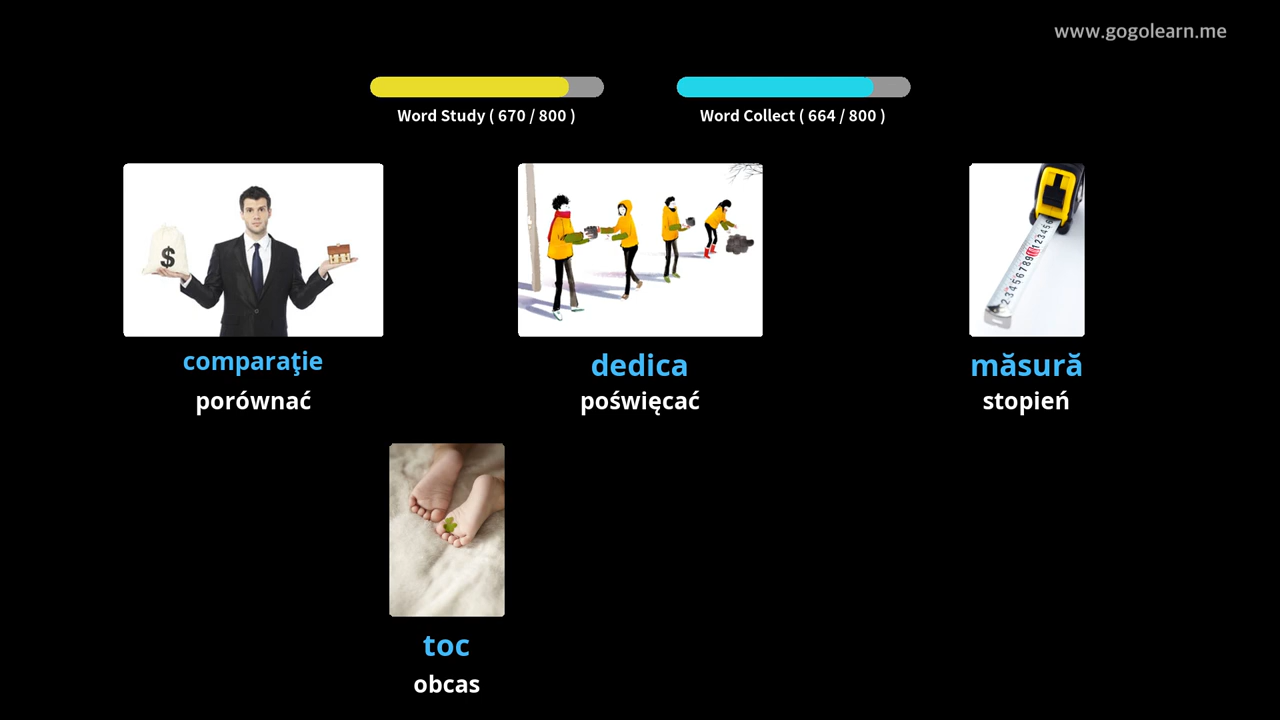 www.gogolearn.me
Word Study ( 670 / 800 )
Word Collect ( 664 / 800 )
$
comparaţie
dedica
măsură
porównać
poświęcać
stopień
toc
obcas